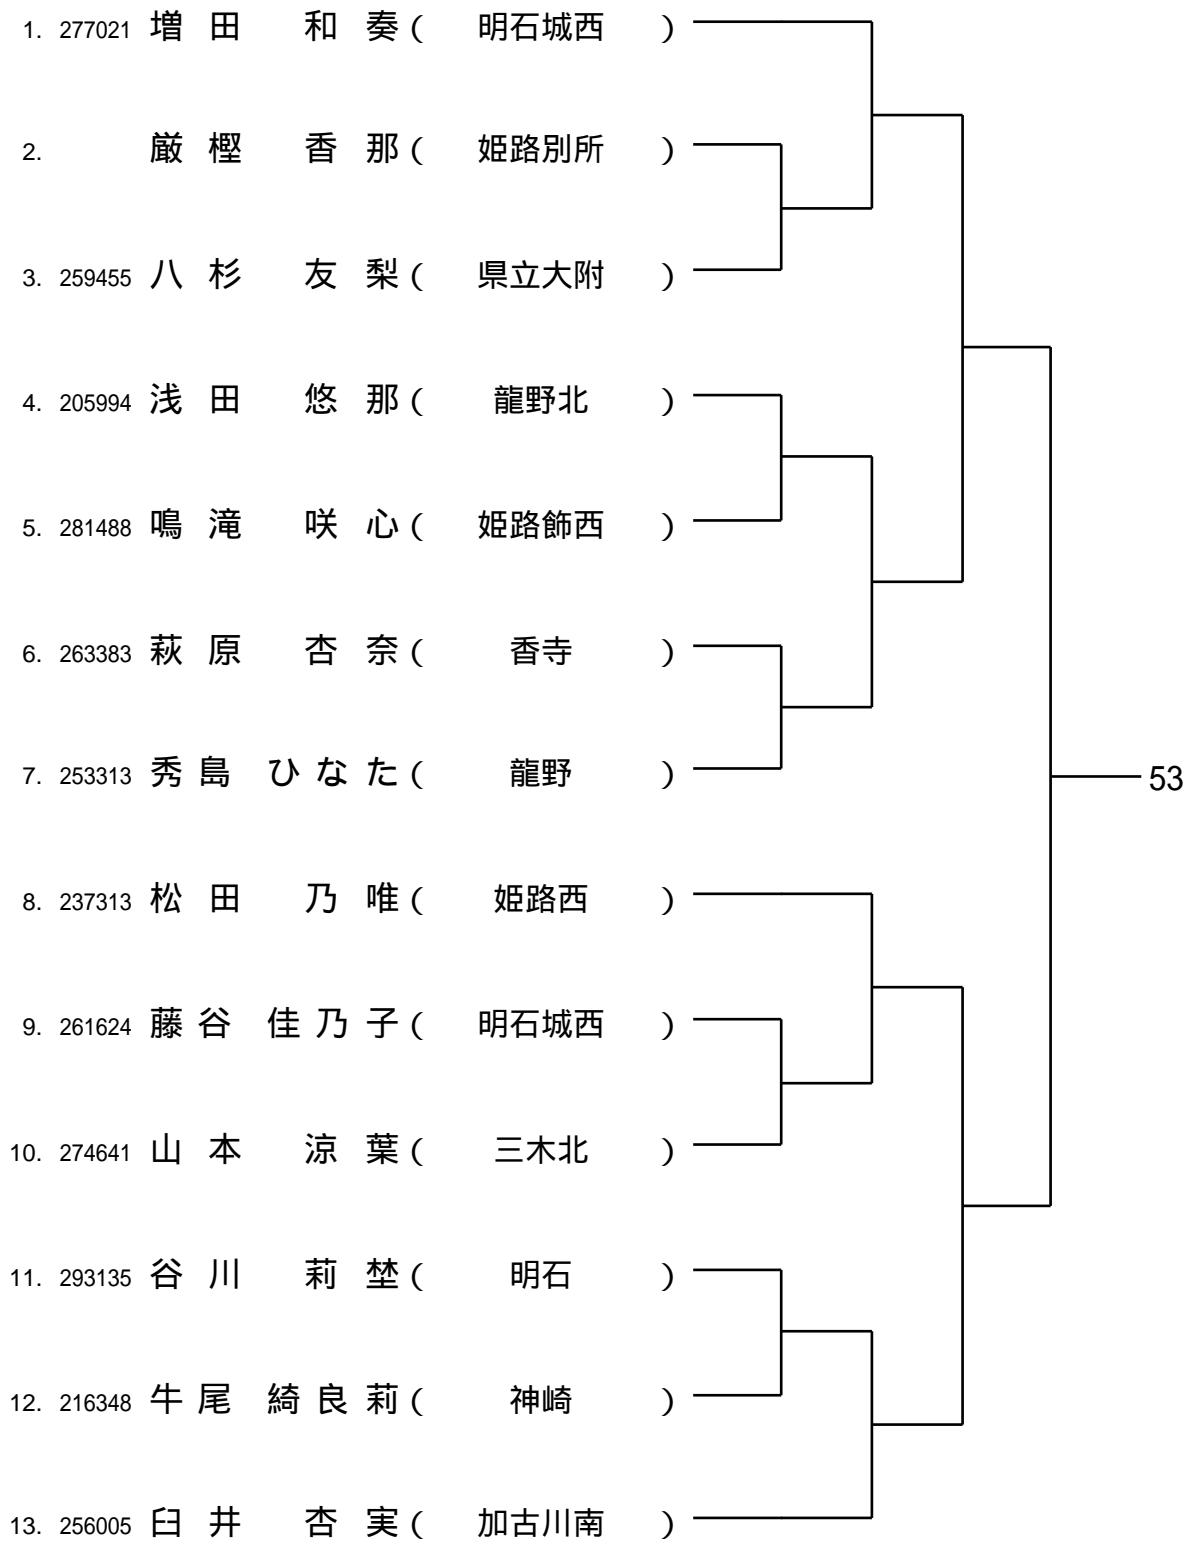 1. 277021 増田 和奏 ( 明石城西 )
2. 厳樫 香那 ( 姫路別所 )
3. 259455 八杉 友梨 ( 県立大附 )
4. 205994 浅田 悠那 ( 龍野北 )
5. 281488 鳴滝 咲心 ( 姫路飾西 )
6. 263383 萩原 杏奈 ( 香寺 )
7. 253313 秀島 ひなた ( 龍野 )
53
8. 237313 松田 乃唯 ( 姫路西 )
9. 261624 藤谷 佳乃子 ( 明石城西 )
10. 274641 山本 涼葉 ( 三木北 )
11. 293135 谷川 莉埜 ( 明石 )
12. 216348 牛尾 綺良莉 ( 神崎 )
13. 256005 臼井 杏実 ( 加古川南 )